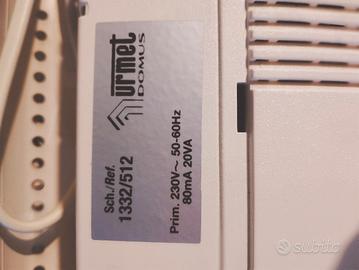 urmet
DOMUS
Sch./Ref.
1332/512
Prim. 230V~ 50-60Hz
80mA 20VA
subito